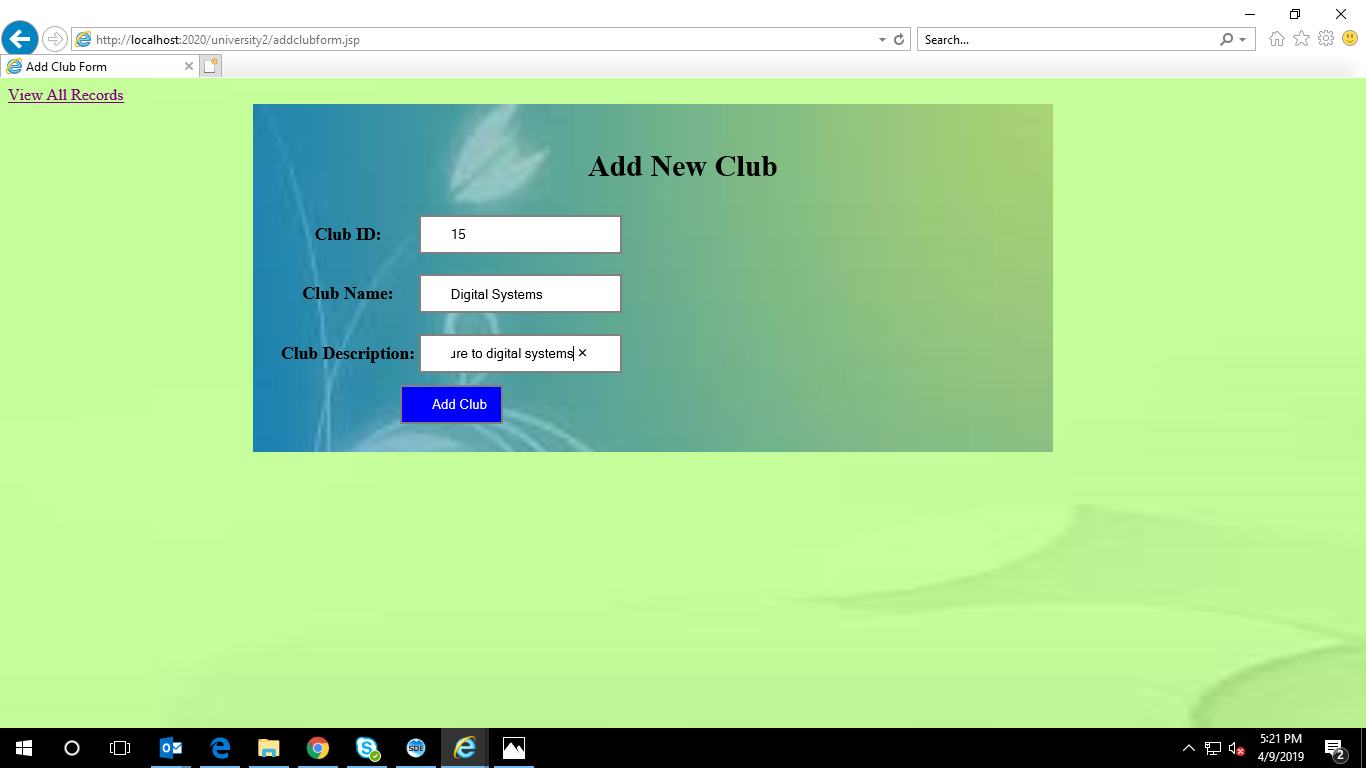 http://localhost:2020/university2/addclubform.jsp
Search...
Add Club Form
View All Records
Add New Club
Club ID: 15
Club Name: Digital Systems
Club Description: ure to digital systems
Add Club
SDE
5:21 PM
4/9/2019
2